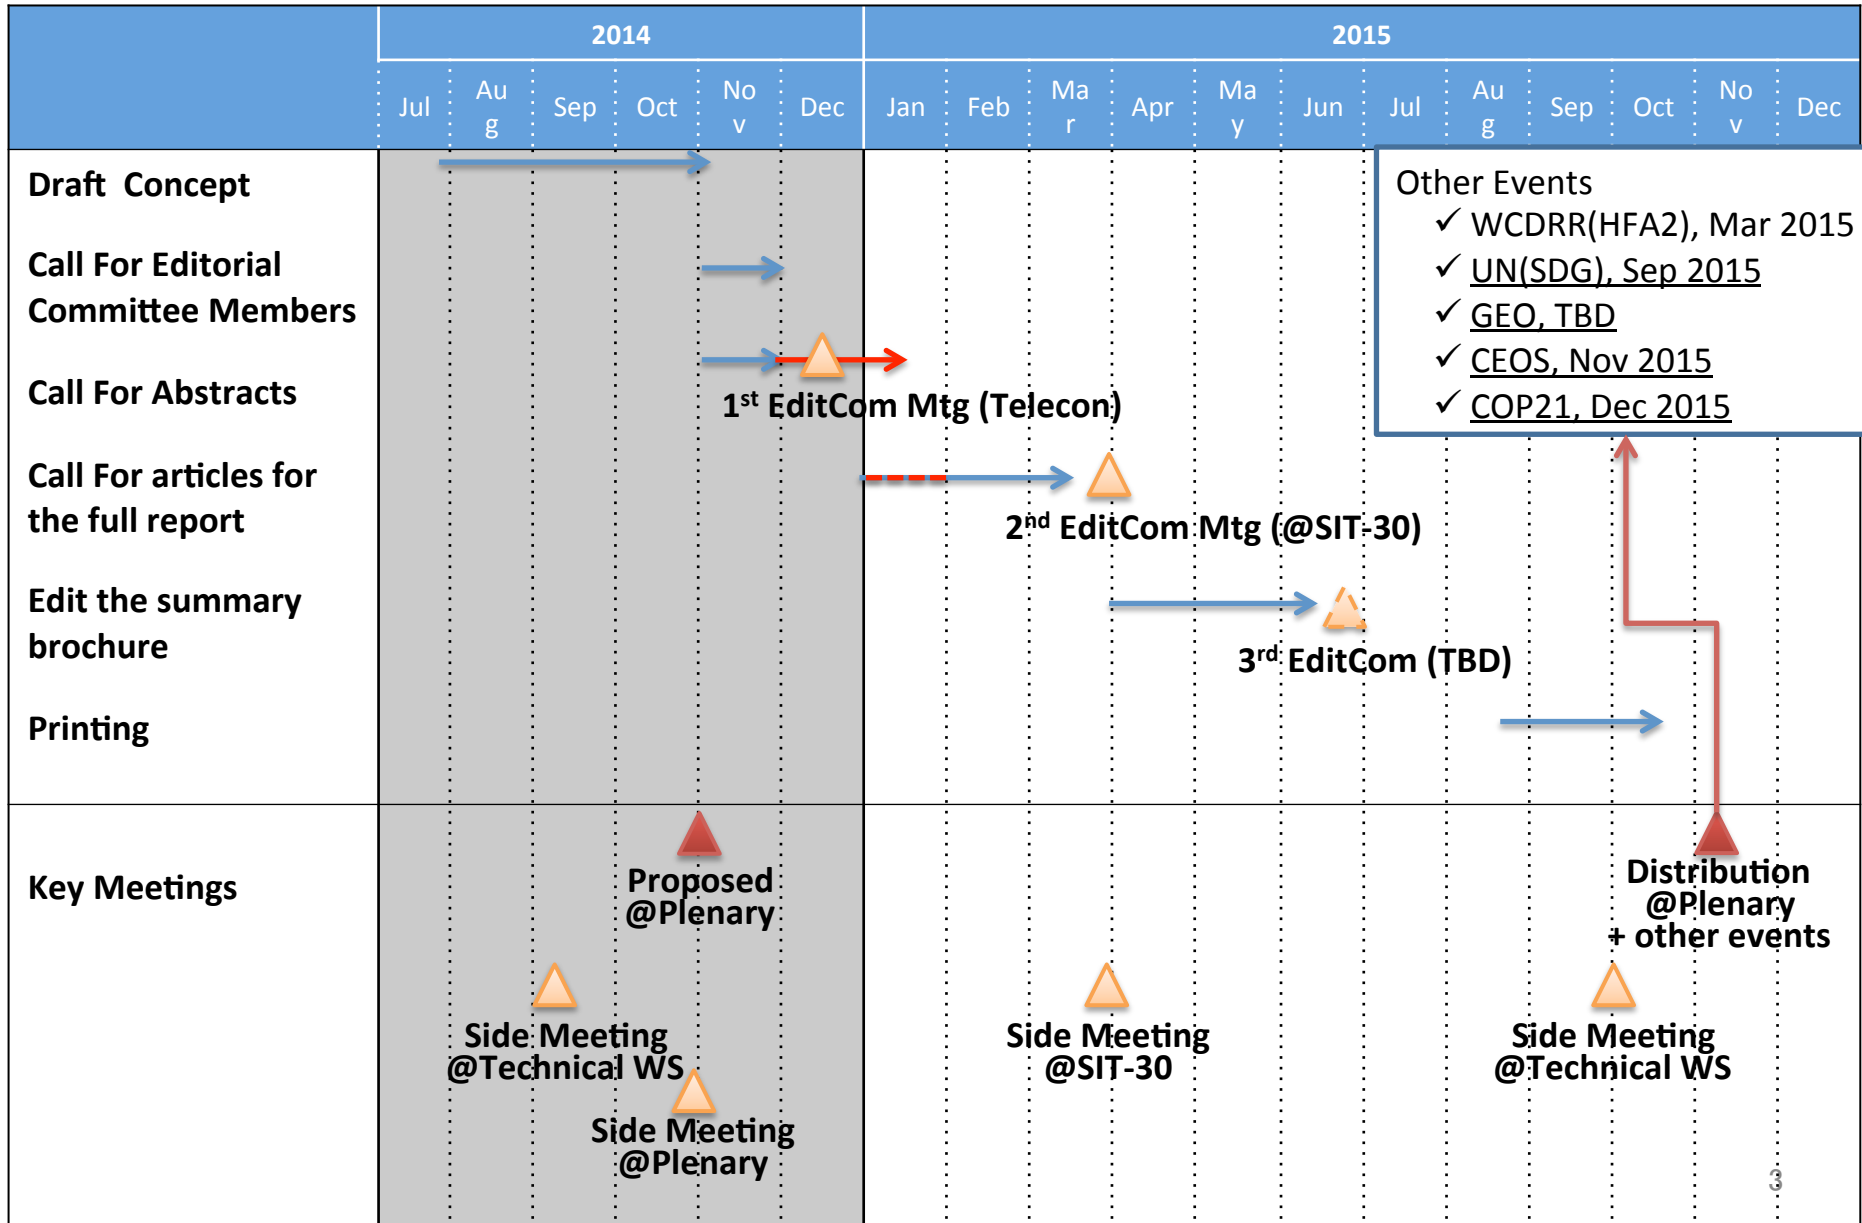 2014
2015
Jul
Au
g
Sep
Oct
No
v
Dec
Jan
Feb
Ma
r
Apr
Ma
y
Jun
Jul
Au
g
Sep
Oct
No
v
Dec
Draft Concept
Call For Editorial
Committee Members
Call For Abstracts
1st EditCom Mtg (Telecon)
Call For articles for
the full report
2nd EditCom Mtg (@SIT-30)
Edit the summary
brochure
3rd EditCom (TBD)
Printing
Other Events
✓ WCDRR(HFA2), Mar 2015
✓ UN(SDG), Sep 2015
✓ GEO, TBD
✓ CEOS, Nov 2015
✓ COP21, Dec 2015
Key Meetings
Proposed
@Plenary
Distribution
@Plenary
+ other events
Side Meeting
@Technical WS
Side Meeting
@SIT-30
Side Meeting
@Technical WS
Side Meeting
@Plenary
3